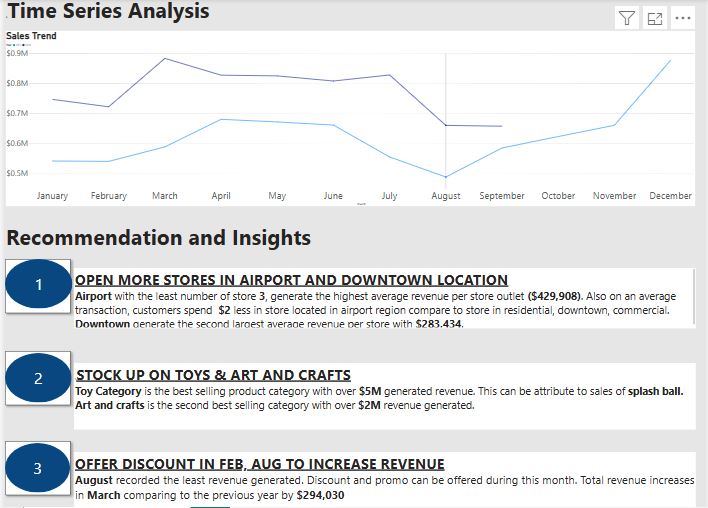 Time Series Analysis
Sales Trend
$0.9M
$0.8M
$0.7M
$0.6M
$0.5M
January February March April May June July August September October November December
Recommendation and Insights
1
OPEN MORE STORES IN AIRPORT AND DOWNTOWN LOCATION
Airport with the least number of store 3, generate the highest average revenue per store outlet ($429,908). Also on an average
transaction, customers spend $2 less in store located in airport region compare to store in residential, downtown, commercial.
Downtown generate the second largest average revenue per store with $283,434.
2
STOCK UP ON TOYS & ART AND CRAFTS
Toy Category is the best selling product category with over $5M generated revenue. This can be attribute to sales of splash ball.
Art and crafts is the second best selling category with over $2M revenue generated.
3
OFFER DISCOUNT IN FEB, AUG TO INCREASE REVENUE
August recorded the least revenue generated. Discount and promo can be offered during this month. Total revenue increases
in March comparing to the previous year by $294,030